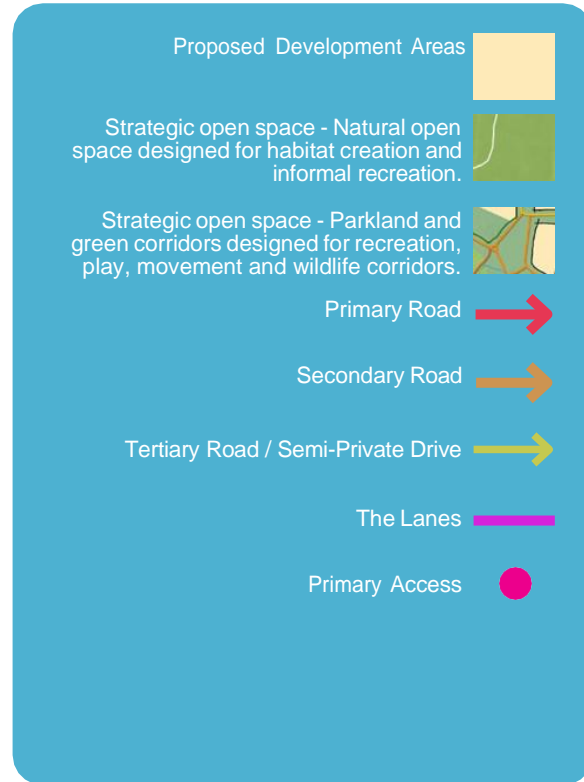 Proposed Development Areas
Strategic open space - Natural open
space designed for habitat creation and
informal recreation.
Strategic open space - Parkland and
green corridors designed for recreation,
play, movement and wildlife corridors.
Primary Road
Secondary Road
Tertiary Road / Semi-Private Drive
The Lanes
Primary Access